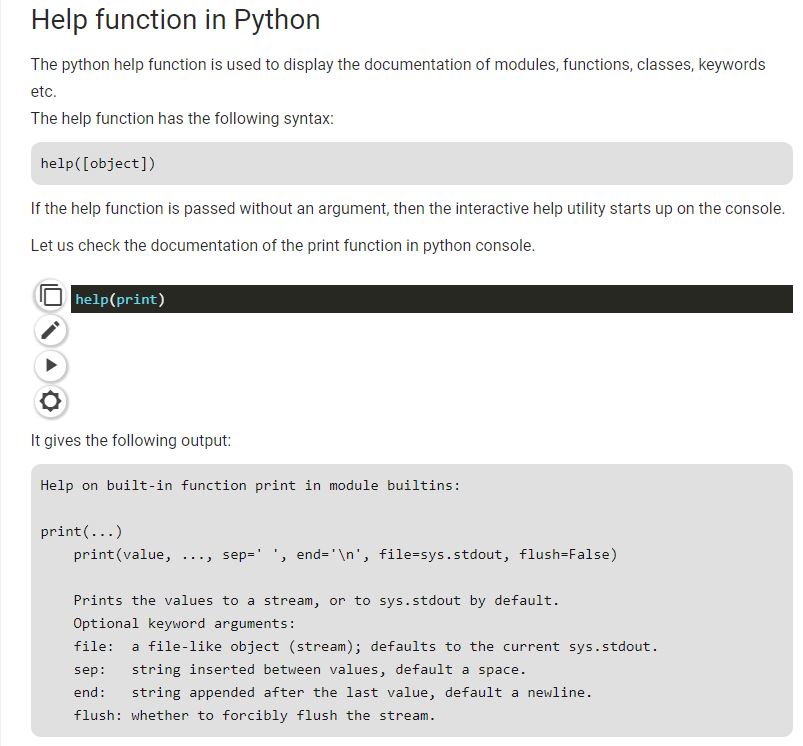 Help function in Python
The python help function is used to display the documentation of modules, functions, classes, keywords
etc.
The help function has the following syntax:
help([object])
If the help function is passed without an argument, then the interactive help utility starts up on the console.
Let us check the documentation of the print function in python console.
help(print)
It gives the following output:
Help on built-in function print in module builtins:
print(...)
    print(value, ..., sep=' ', end='\n', file=sys.stdout, flush=False)
    Prints the values to a stream, or to sys.stdout by default.
    Optional keyword arguments:
    file:  a file-like object (stream); defaults to the current sys.stdout.
    sep:   string inserted between values, default a space.
    end:   string appended after the last value, default a newline.
    flush: whether to forcibly flush the stream.